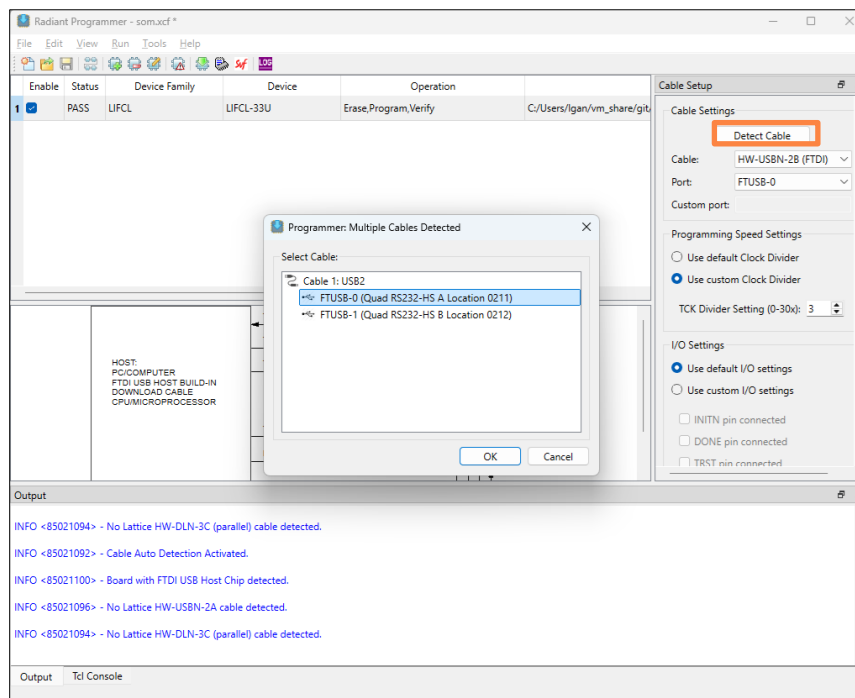 Radiant Programmer - som.xcf *
File Edit View Run Tools Help
Svf LOG
Enable Status Device Family Device Operation
1 PASS LIFCL LIFCL-33U Erase,Program,Verify C:/Users/lgan/vm_share/git/
Cable Setup
Cable Settings
Detect Cable
Cable: HW-USBN-2B (FTDI)
Port: FTUSB-0
Custom port:
Programming Speed Settings
Use default Clock Divider
Use custom Clock Divider
TCK Divider Setting (0-30x): 3
I/O Settings
Use default I/O settings
Use custom I/O settings
INITN pin connected
DONE pin connected
TRST pin connected
Programmer: Multiple Cables Detected
Select Cable:
Cable 1: USB2
FTUSB-0 (Quad RS232-HS A Location 0211)
FTUSB-1 (Quad RS232-HS B Location 0212)
OK Cancel
HOST:
PC/COMPUTER
FTDI USB HOST BUILD-IN
DOWNLOAD CABLE
CPU/MICROPROCESSOR
Output
INFO <85021094> - No Lattice HW-DLN-3C (parallel) cable detected.
INFO <85021092> - Cable Auto Detection Activated.
INFO <85021100> - Board with FTDI USB Host Chip detected.
INFO <85021096> - No Lattice HW-USBN-2A cable detected.
INFO <85021094> - No Lattice HW-DLN-3C (parallel) cable detected.
Output Tcl Console